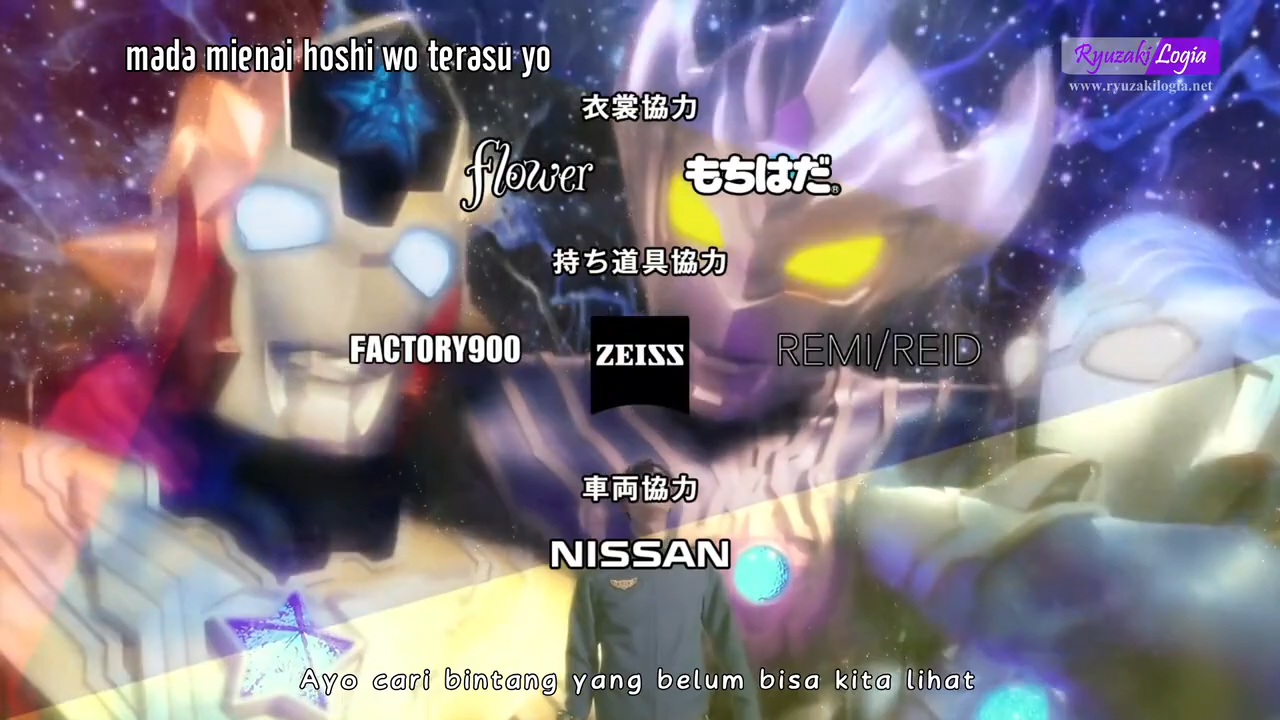 mada mienai hoshi wo terasu yo
Ryuzaki Logia
www.ryuzakilogia.net
衣裳協力
flower もちはだ®
持ち道具協力
FACTORY900 ZEISS REMI/REID
車両協力
NISSAN
Ayo cari bintang yang belum bisa kita lihat